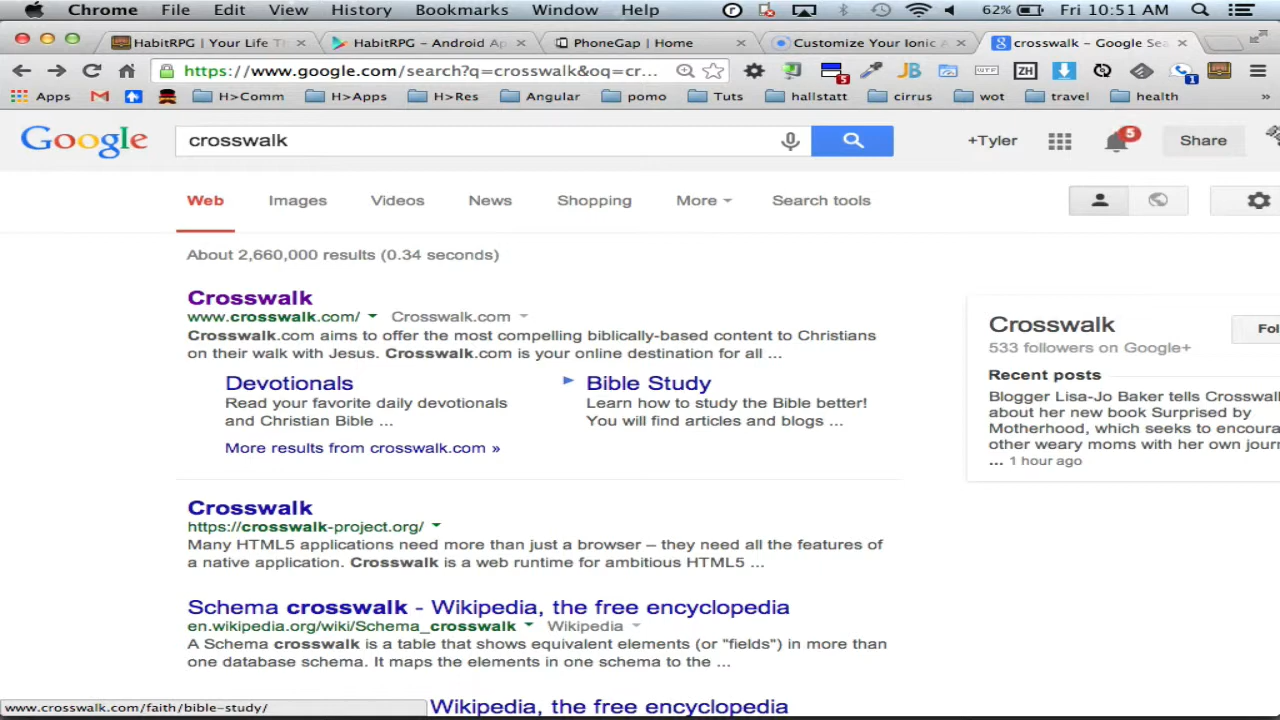 Chrome File Edit View History Bookmarks Window Help 62% Fri 10:51 AM
HabitRPG | Your Life Th HabitRPG – Android Ap PhoneGap | Home Customize Your Ionic A crosswalk – Google Sea
https://www.google.com/search?q=crosswalk&oq=cr... 5 JB ZH 1
Apps H>Comm H>Apps H>Res Angular pomo Tuts hallstatt cirrus wot travel health »
Google crosswalk +Tyler 5 Share
Web Images Videos News Shopping More Search tools
About 2,660,000 results (0.34 seconds)
Crosswalk
www.crosswalk.com/ Crosswalk.com
Crosswalk.com aims to offer the most compelling biblically-based content to Christians
on their walk with Jesus. Crosswalk.com is your online destination for all ...
Devotionals
Read your favorite daily devotionals
and Christian Bible ...
Bible Study
Learn how to study the Bible better!
You will find articles and blogs ...
More results from crosswalk.com »
Crosswalk
https://crosswalk-project.org/
Many HTML5 applications need more than just a browser – they need all the features of
a native application. Crosswalk is a web runtime for ambitious HTML5 ...
Schema crosswalk - Wikipedia, the free encyclopedia
en.wikipedia.org/wiki/Schema_crosswalk Wikipedia
A Schema crosswalk is a table that shows equivalent elements (or "fields") in more than
one database schema. It maps the elements in one schema to the ...
Wikipedia, the free encyclopedia
www.crosswalk.com/faith/bible-study/
Crosswalk Fol
533 followers on Google+
Recent posts
Blogger Lisa-Jo Baker tells Crosswalk
about her new book Surprised by
Motherhood, which seeks to encoura
other weary moms with her own journ
... 1 hour ago